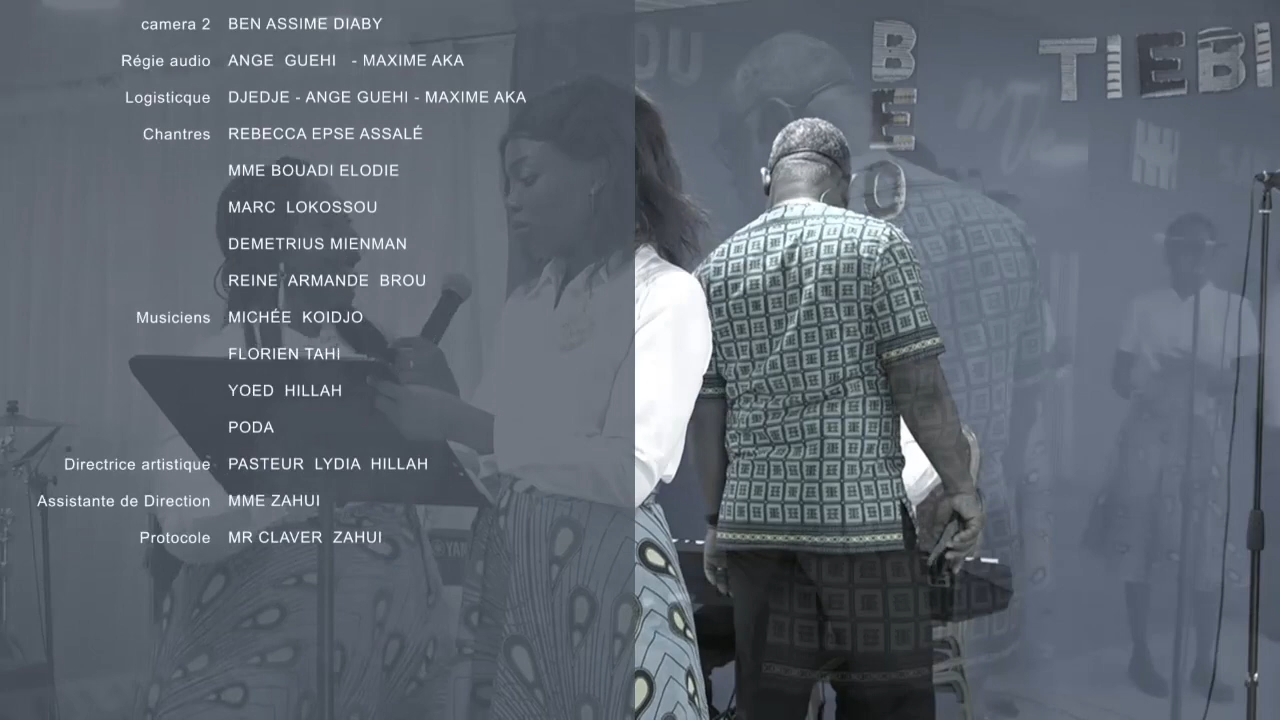 camera 2 BEN ASSIME DIABY
Régie audio ANGE GUEHI - MAXIME AKA
Logisticque DJEDJE - ANGE GUEHI - MAXIME AKA
Chantres REBECCA EPSE ASSALÉ
MME BOUADI ELODIE
MARC LOKOSSOU
DEMETRIUS MIENMAN
REINE ARMANDE BROU
Musiciens MICHÉE KOIDJO
FLORIEN TAHI
YOED HILLAH
PODA
Directrice artistique PASTEUR LYDIA HILLAH
Assistante de Direction MME ZAHUI
Protocole MR CLAVER ZAHUI
BEO
TIEBI